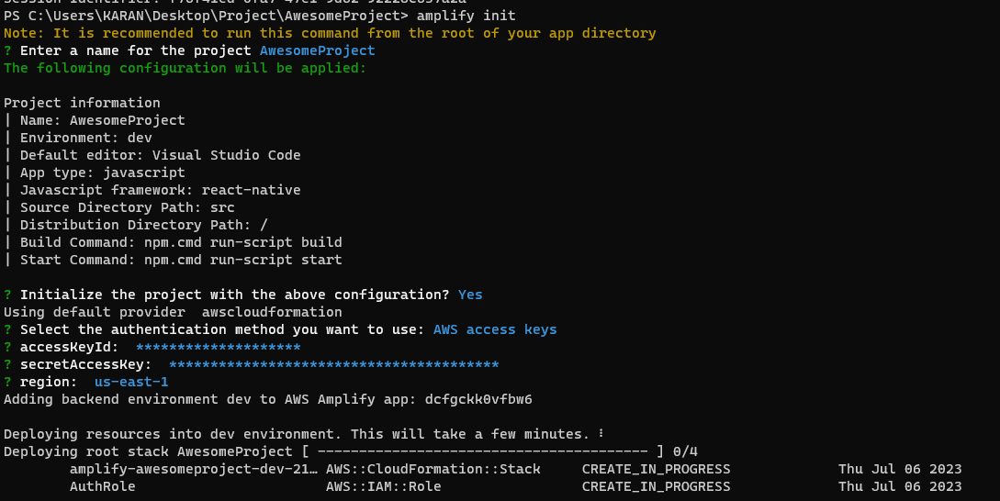 PS C:\Users\KARAN\Desktop\Project\AwesomeProject> amplify init
Note: It is recommended to run this command from the root of your app directory
? Enter a name for the project AwesomeProject
The following configuration will be applied:
Project information
| Name: AwesomeProject
| Environment: dev
| Default editor: Visual Studio Code
| App type: javascript
| Javascript framework: react-native
| Source Directory Path: src
| Distribution Directory Path: /
| Build Command: npm.cmd run-script build
| Start Command: npm.cmd run-script start
? Initialize the project with the above configuration? Yes
Using default provider  awscloudformation
? Select the authentication method you want to use: AWS access keys
? accessKeyId:  ********************
? secretAccessKey:  ****************************************
? region:  us-east-1
Adding backend environment dev to AWS Amplify app: dcfgckk0vfbw6
Deploying resources into dev environment. This will take a few minutes. ⠸
Deploying root stack AwesomeProject [ ---------------------------------------- ] 0/4
amplify-awesomeproject-dev-21… AWS::CloudFormation::Stack CREATE_IN_PROGRESS Thu Jul 06 2023
AuthRole AWS::IAM::Role CREATE_IN_PROGRESS Thu Jul 06 2023